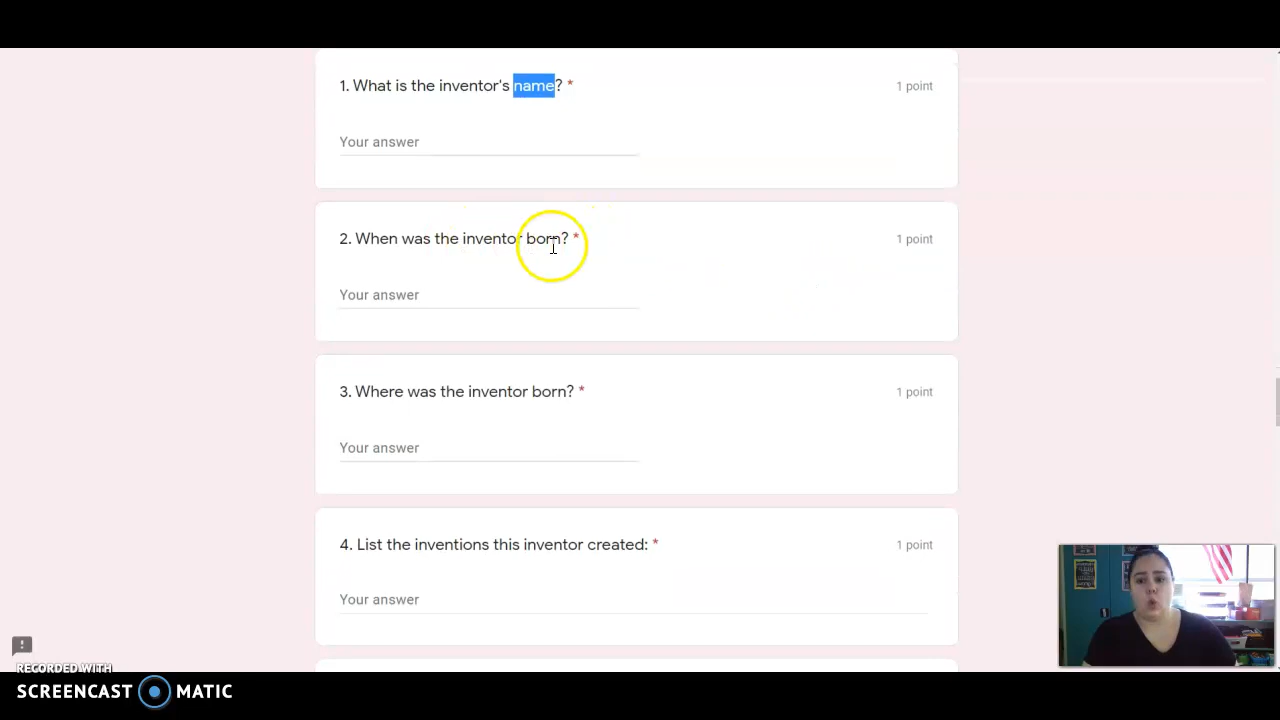 1. What is the inventor's name? *
1 point
Your answer
2. When was the inventor born? *
1 point
Your answer
3. Where was the inventor born? *
1 point
Your answer
4. List the inventions this inventor created: *
1 point
Your answer
RECORDED WITH
SCREENCAST MATIC